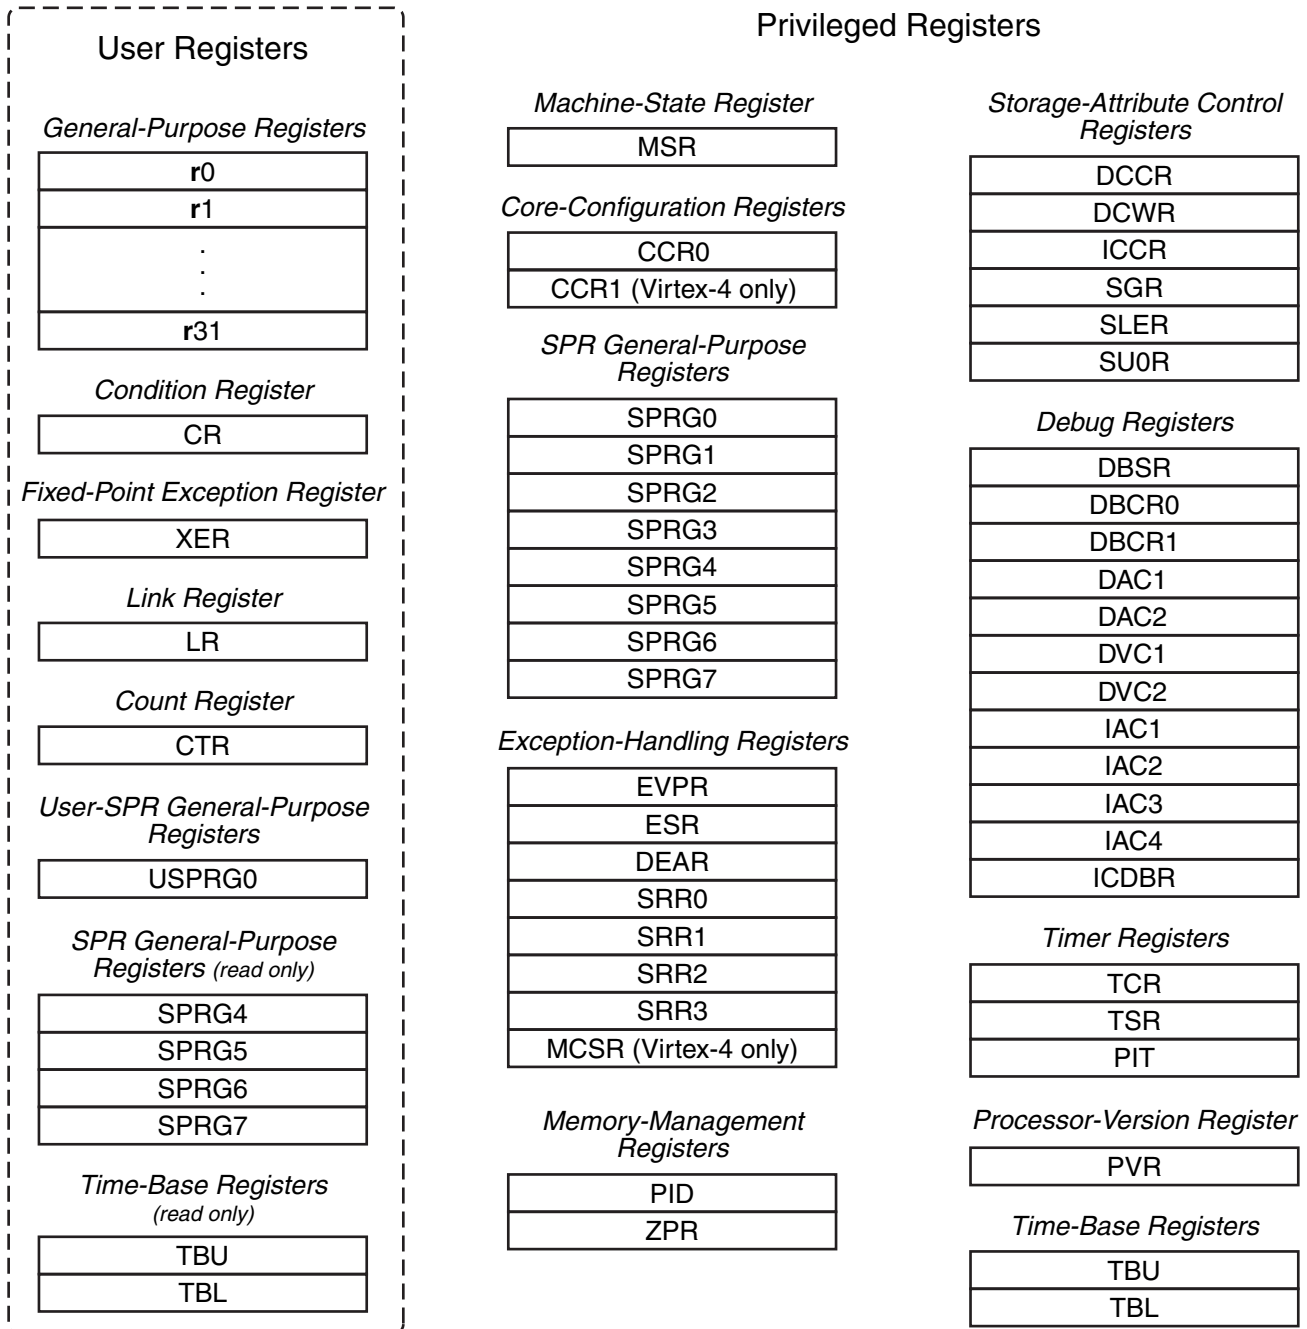 User Registers
General-Purpose Registers
r0
r1
.
.
.
r31
Condition Register
CR
Fixed-Point Exception Register
XER
Link Register
LR
Count Register
CTR
User-SPR General-Purpose
Registers
USPRG0
SPR General-Purpose
Registers (read only)
SPRG4
SPRG5
SPRG6
SPRG7
Time-Base Registers
(read only)
TBU
TBL
Privileged Registers
Machine-State Register
MSR
Core-Configuration Registers
CCR0
CCR1 (Virtex-4 only)
SPR General-Purpose
Registers
SPRG0
SPRG1
SPRG2
SPRG3
SPRG4
SPRG5
SPRG6
SPRG7
Exception-Handling Registers
EVPR
ESR
DEAR
SRR0
SRR1
SRR2
SRR3
MCSR (Virtex-4 only)
Memory-Management
Registers
PID
ZPR
Storage-Attribute Control
Registers
DCCR
DCWR
ICCR
SGR
SLER
SU0R
Debug Registers
DBSR
DBCR0
DBCR1
DAC1
DAC2
DVC1
DVC2
IAC1
IAC2
IAC3
IAC4
ICDBR
Timer Registers
TCR
TSR
PIT
Processor-Version Register
PVR
Time-Base Registers
TBU
TBL